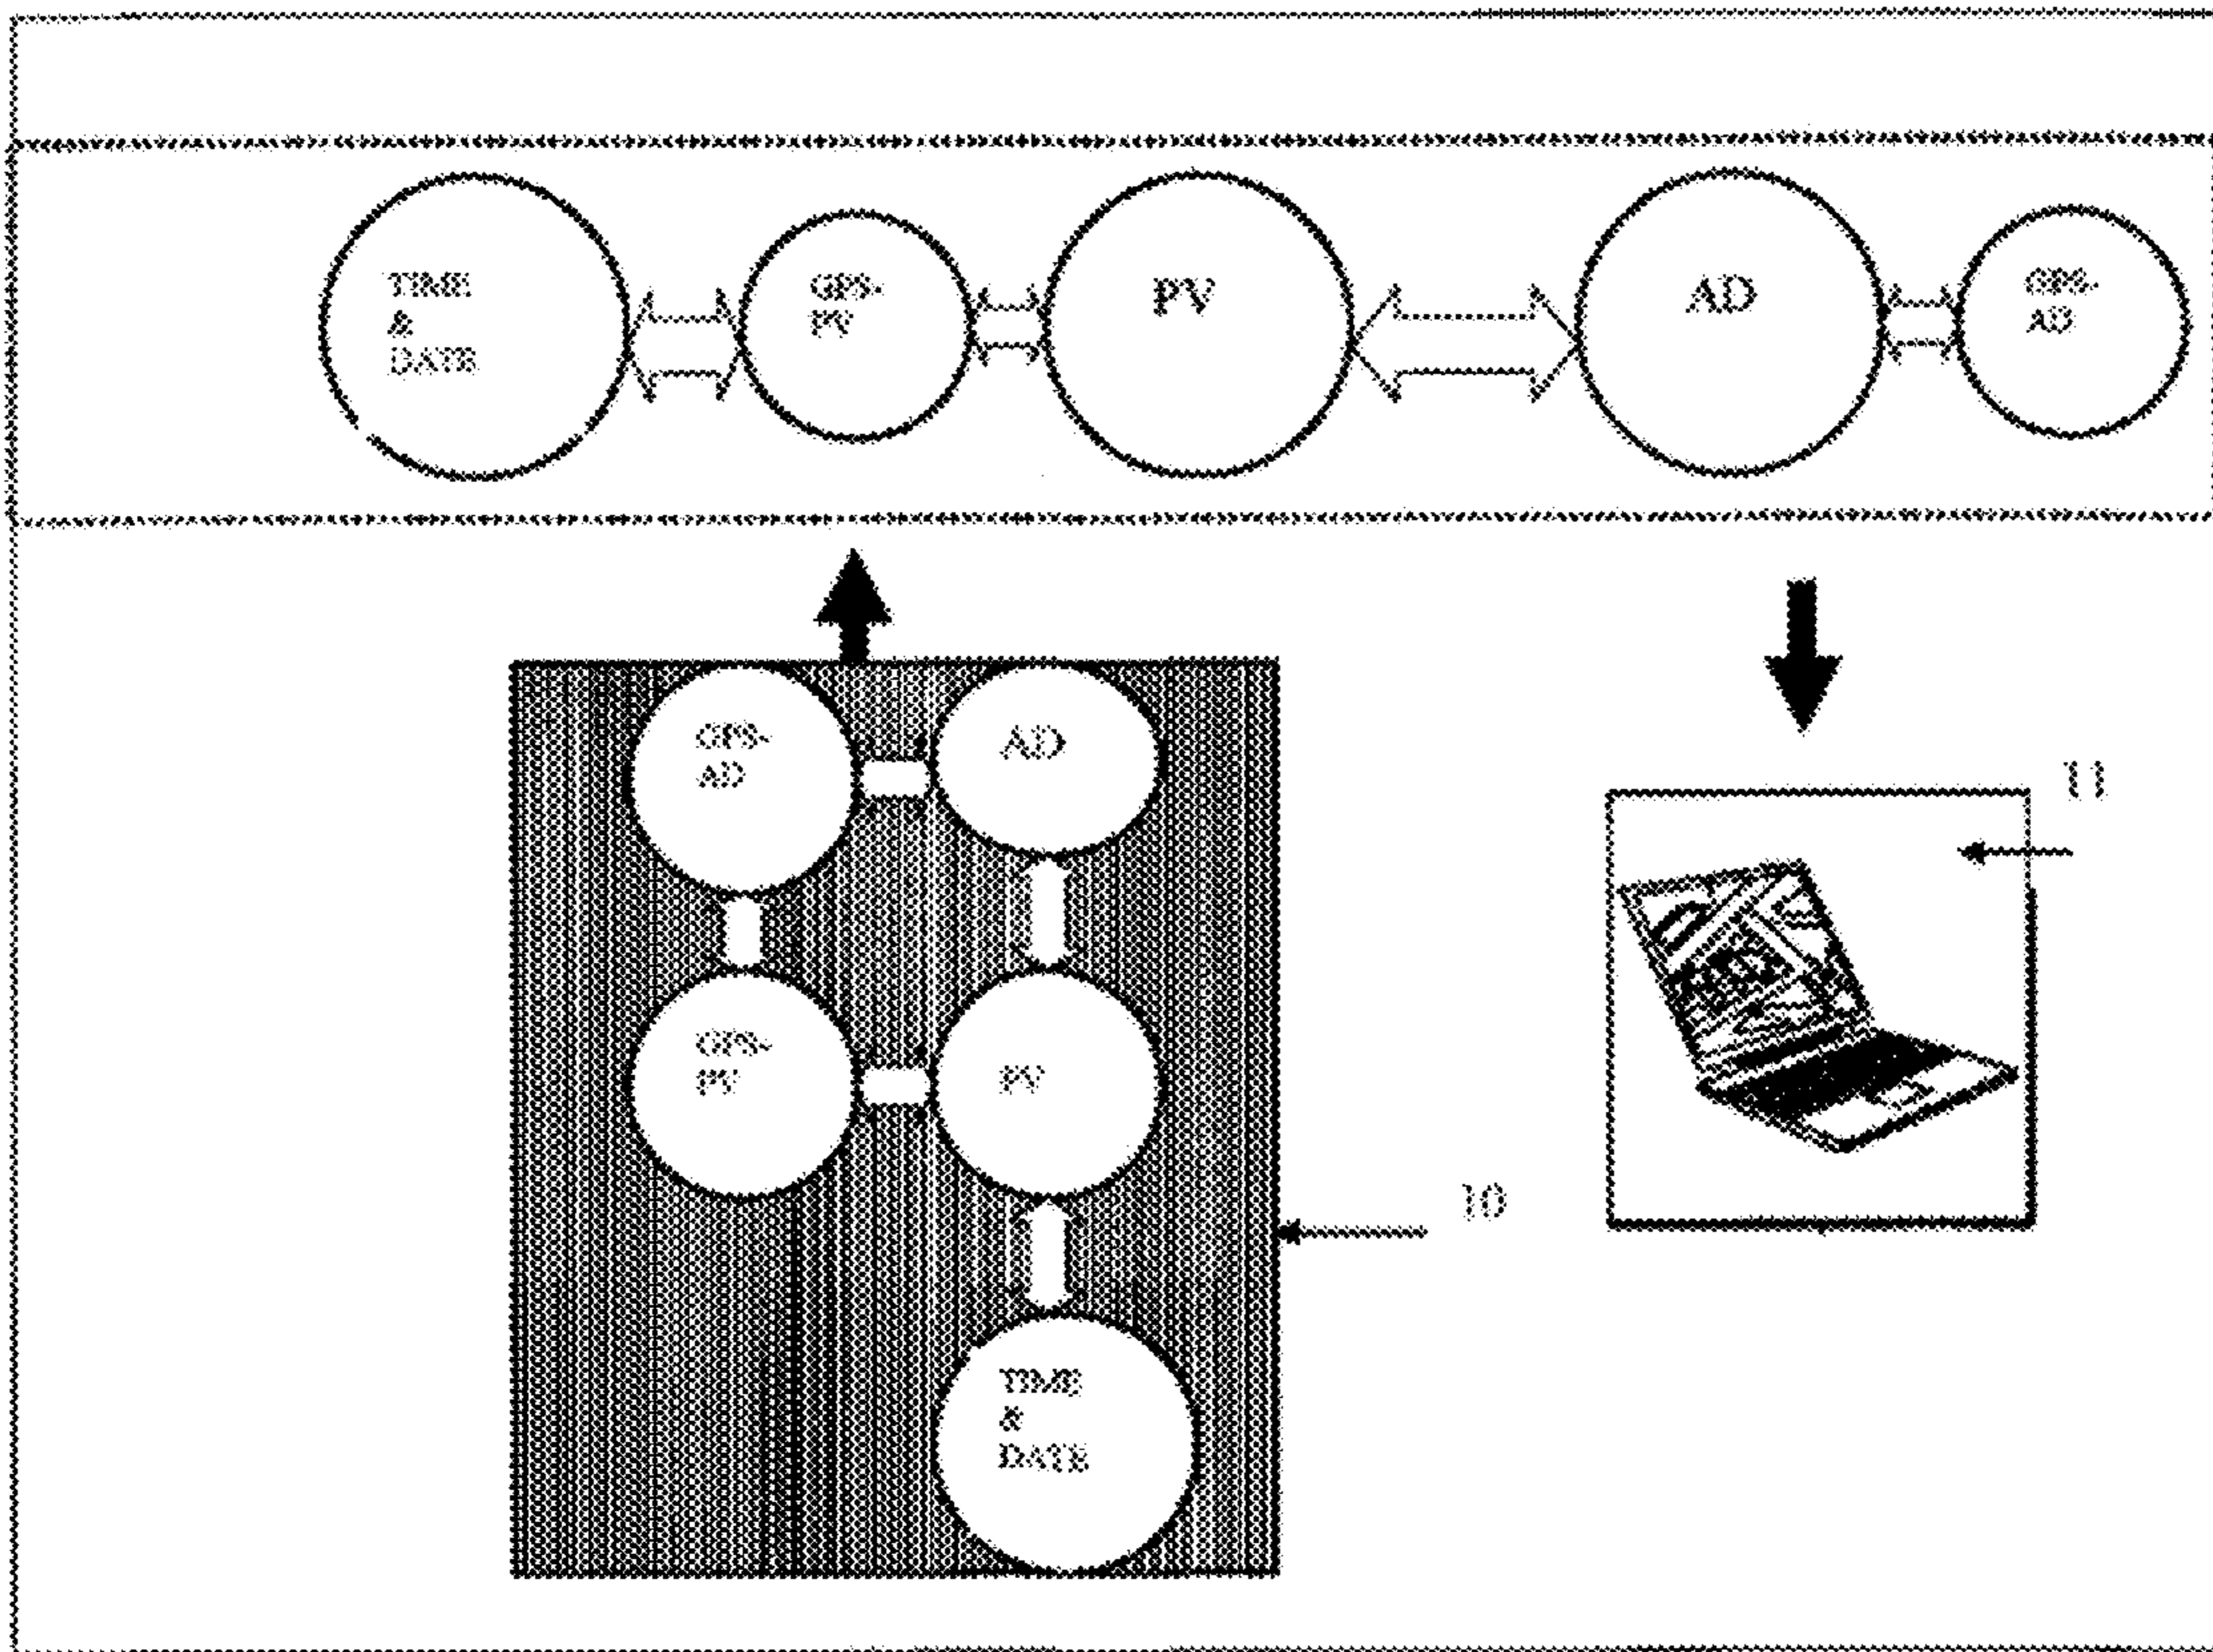 TIME
&
DATE
GPS-
PV
PV
AD
GPS-
AD
GPS-
AD
AD
11
GPS-
PV
PV
10
TIME
&
DATE